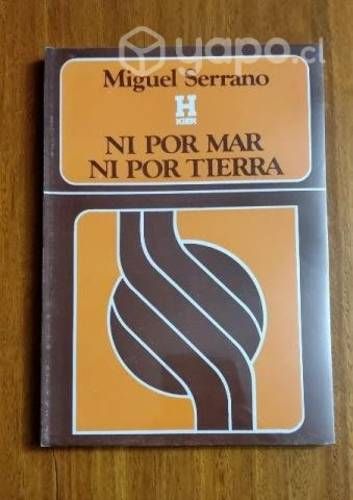 yapo.cl
Miguel Serrano
H
KIER
NI POR MAR
NI POR TIERRA